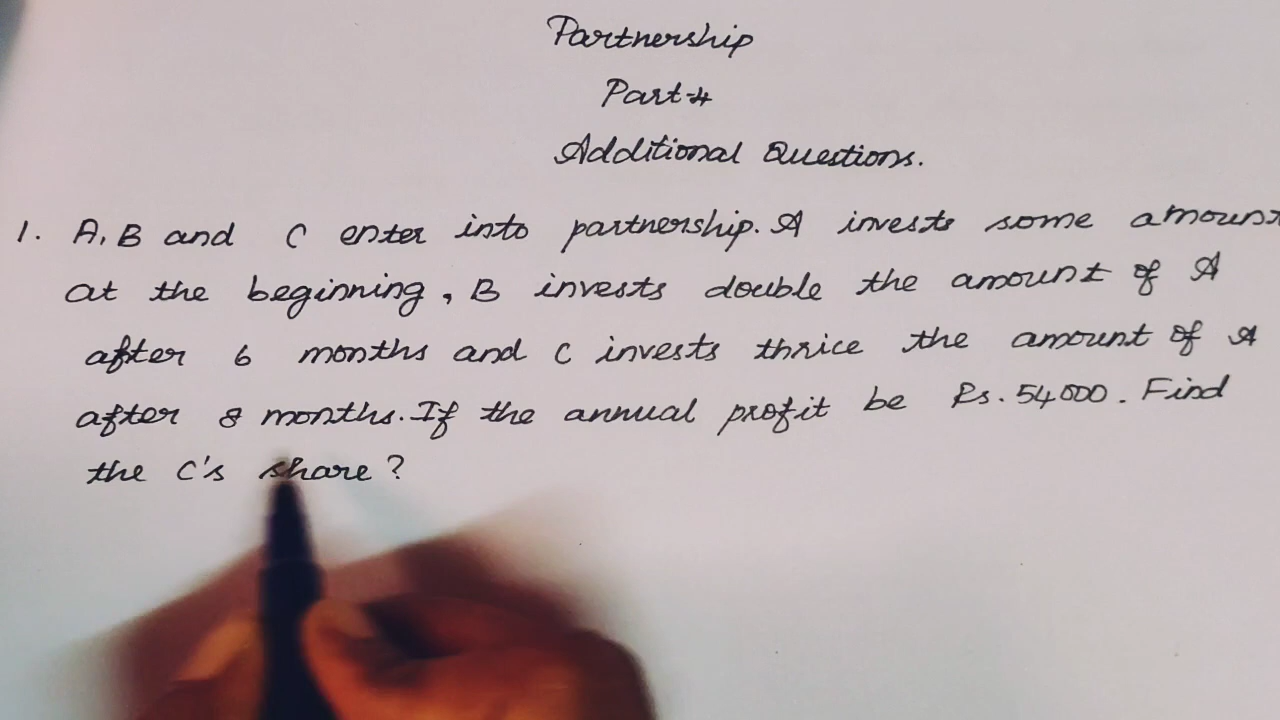 Partnership
Part-4
Additional Questions.
1. A, B and C enter into partnership. A invests some amount
at the beginning, B invests double the amount of A
after 6 months and C invests thrice the amount of A
after 8 months. If the annual profit be Rs. 54000. Find
the C's share?